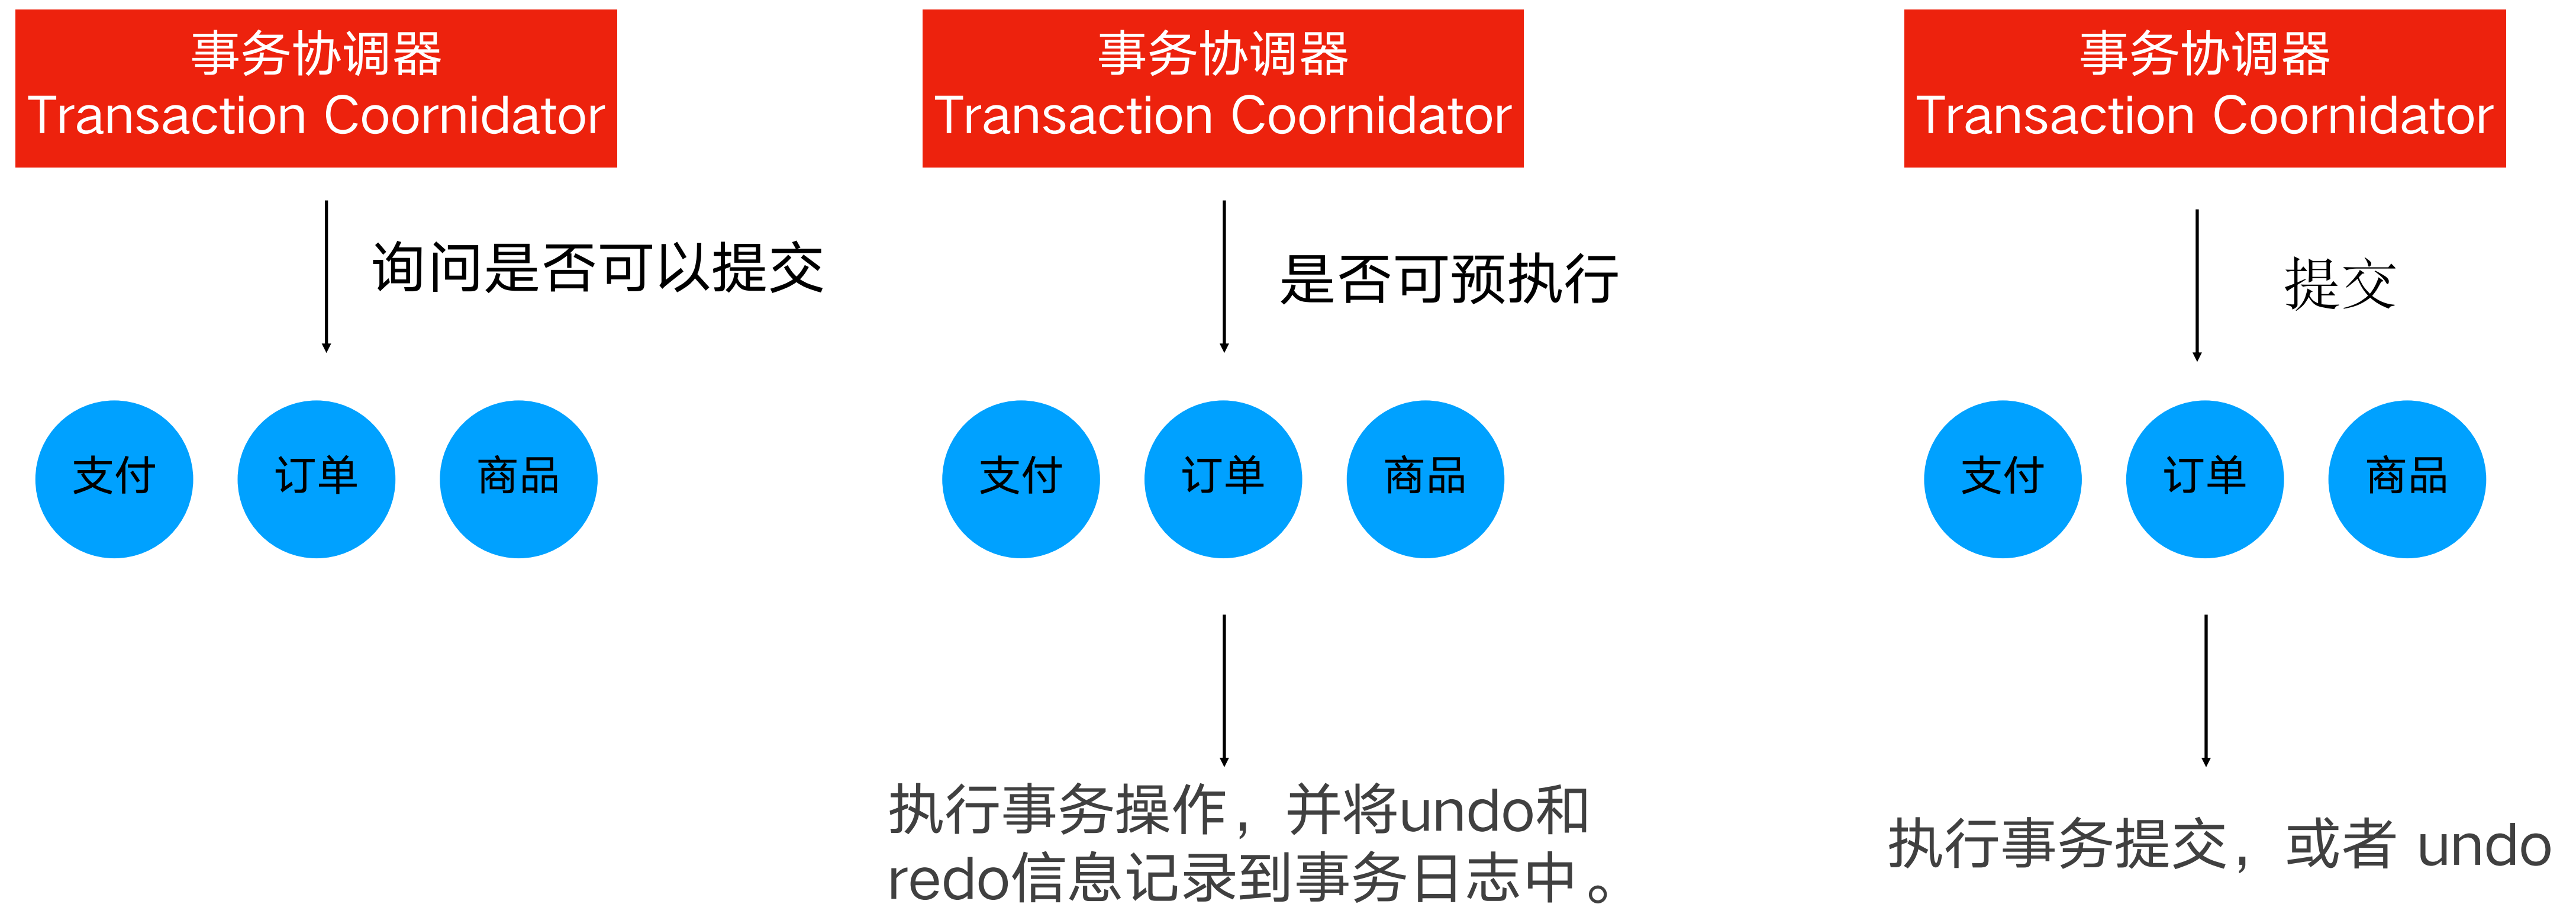 事务协调器
Transaction Coornidator
询问是否可以提交
支付
订单
商品
事务协调器
Transaction Coornidator
是否可预执行
支付
订单
商品
执行事务操作，并将undo和
redo信息记录到事务日志中。
事务协调器
Transaction Coornidator
提交
支付
订单
商品
执行事务提交，或者 undo